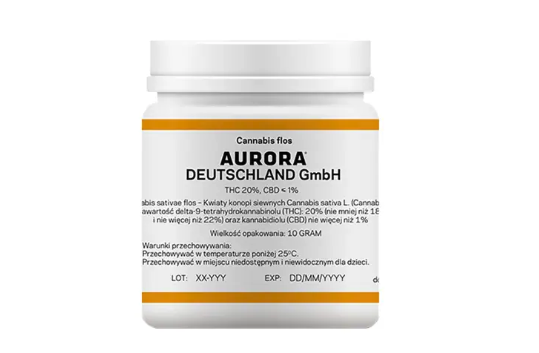 Cannabis flos
AURORA®
DEUTSCHLAND GmbH
THC 20%, CBD < 1%
abis sativae flos – Kwiaty konopi siewnych Cannabis sativa L. (Cannab
awartość delta-9-tetrahydrokannabinolu (THC): 20% (nie mniej niż 18
i nie więcej niż 22%) oraz kannabidiolu (CBD) nie więcej niż 1%
Wielkość opakowania: 10 GRAM
Warunki przechowywania:
Przechowywać w temperaturze poniżej 25°C.
Przechowywać w miejscu niedostępnym i niewidocznym dla dzieci.
LOT: XX-YYY EXP: DD/MM/YYYY